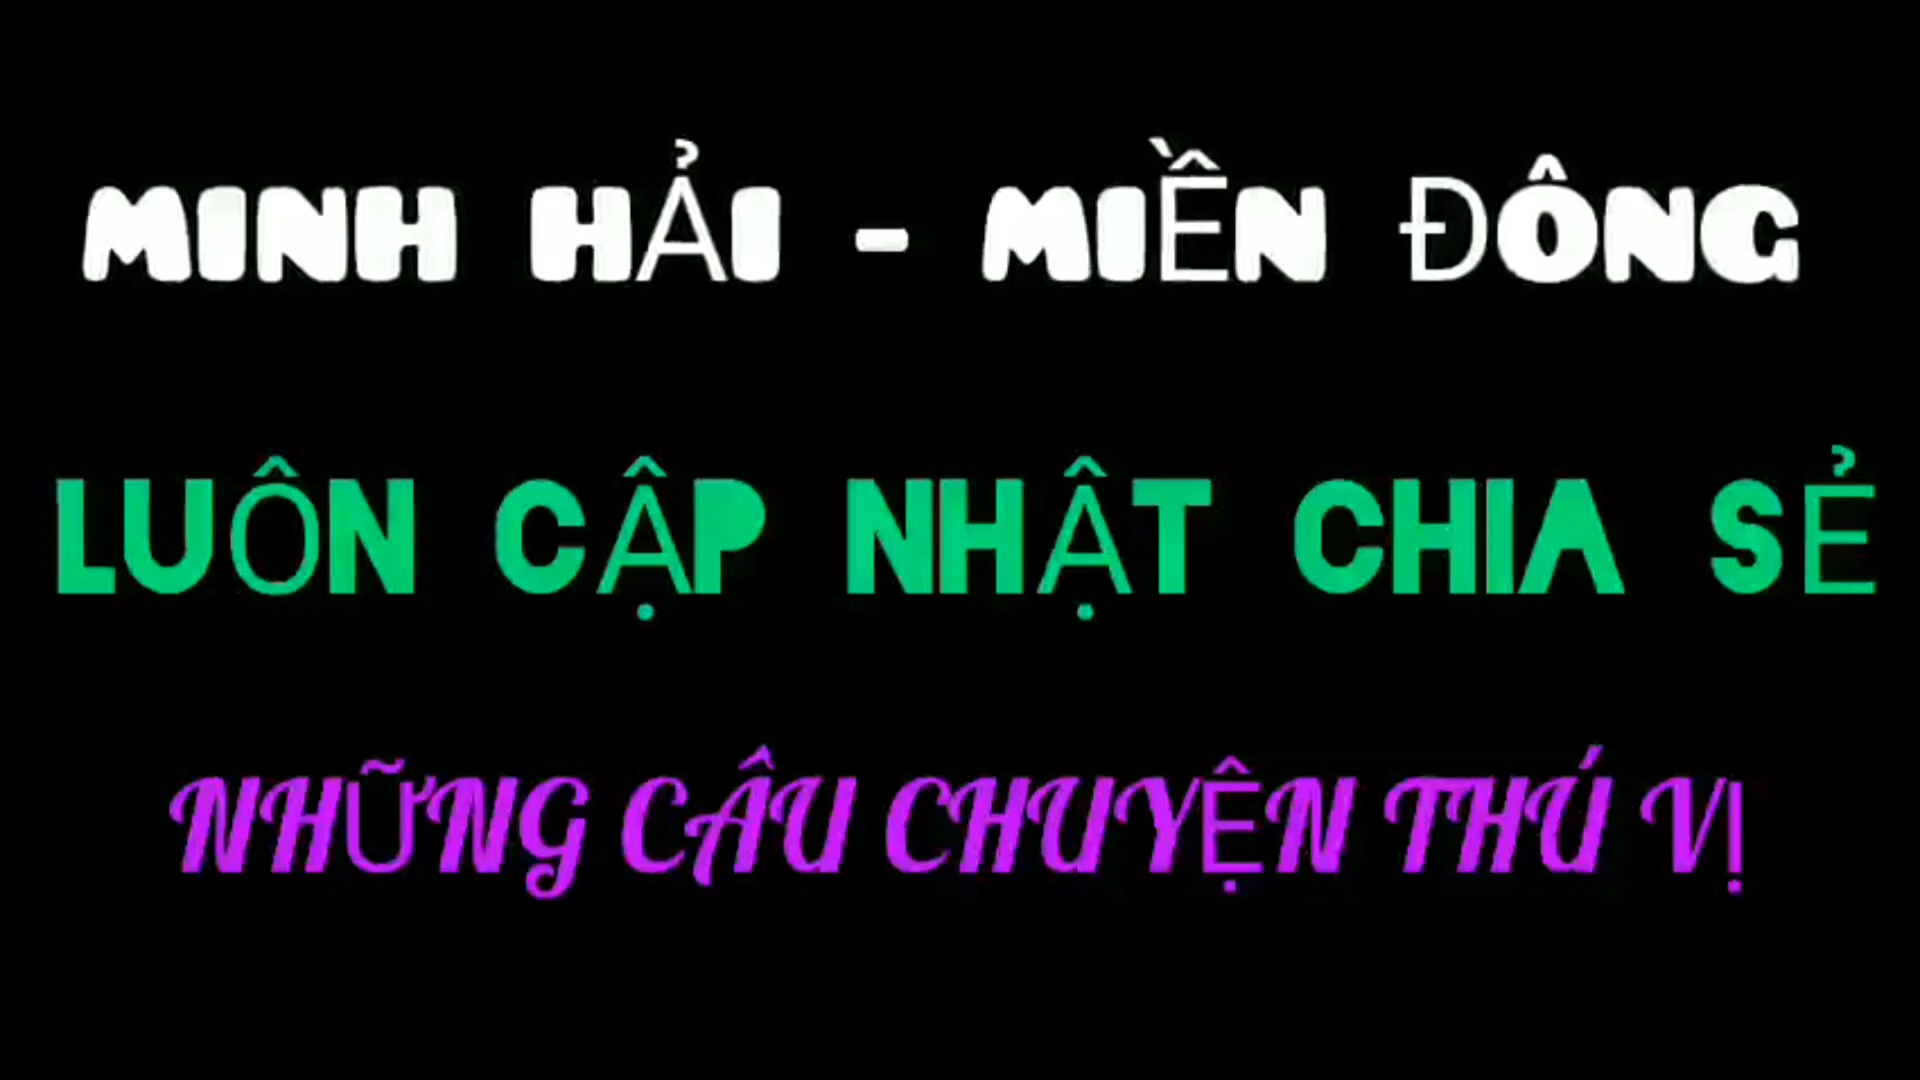 MINH HẢI - MIỀN ĐÔNG
LUÔN CẬP NHẬT CHIA SẺ
NHỮNG CÂU CHUYỆN THÚ VỊ